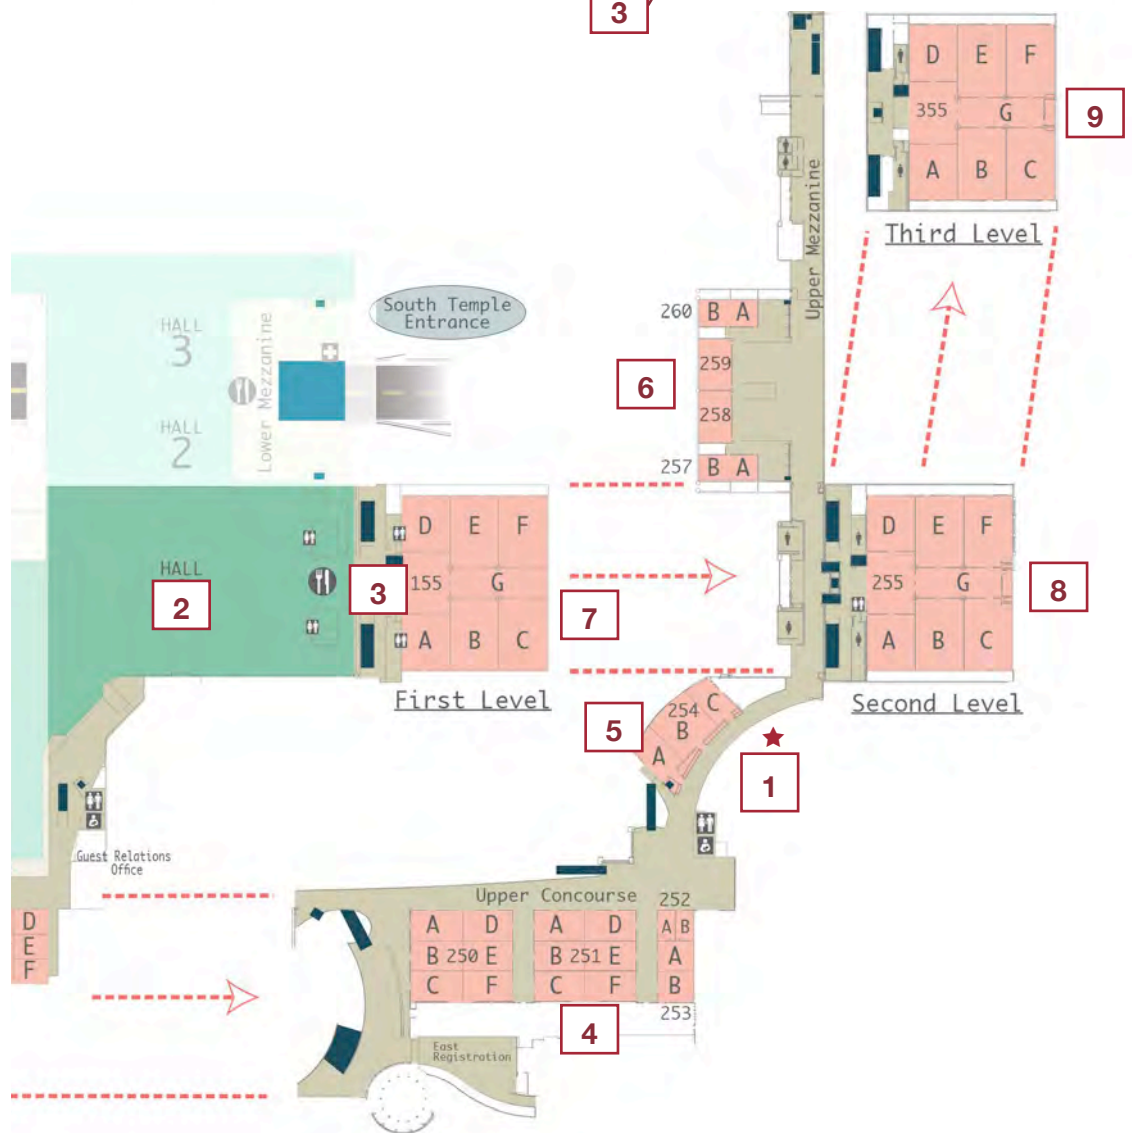 3
D E F
355 G
A B C
9
Third Level
Upper Mezzanine
South Temple
Entrance
HALL
3
HALL
2
Lower Mezzanine
260 B A
259
258
257 B A
6
HALL
2
3
D E F
155 G
A B C
7
First Level
D E F
255 G
A B C
8
Second Level
254 C
B
A
5
1
Guest Relations
Office
D
E
F
Upper Concourse
252
A D
B 250 E
C F
A D
B 251 E
C F
A B
A
B
253
4
East
Registration